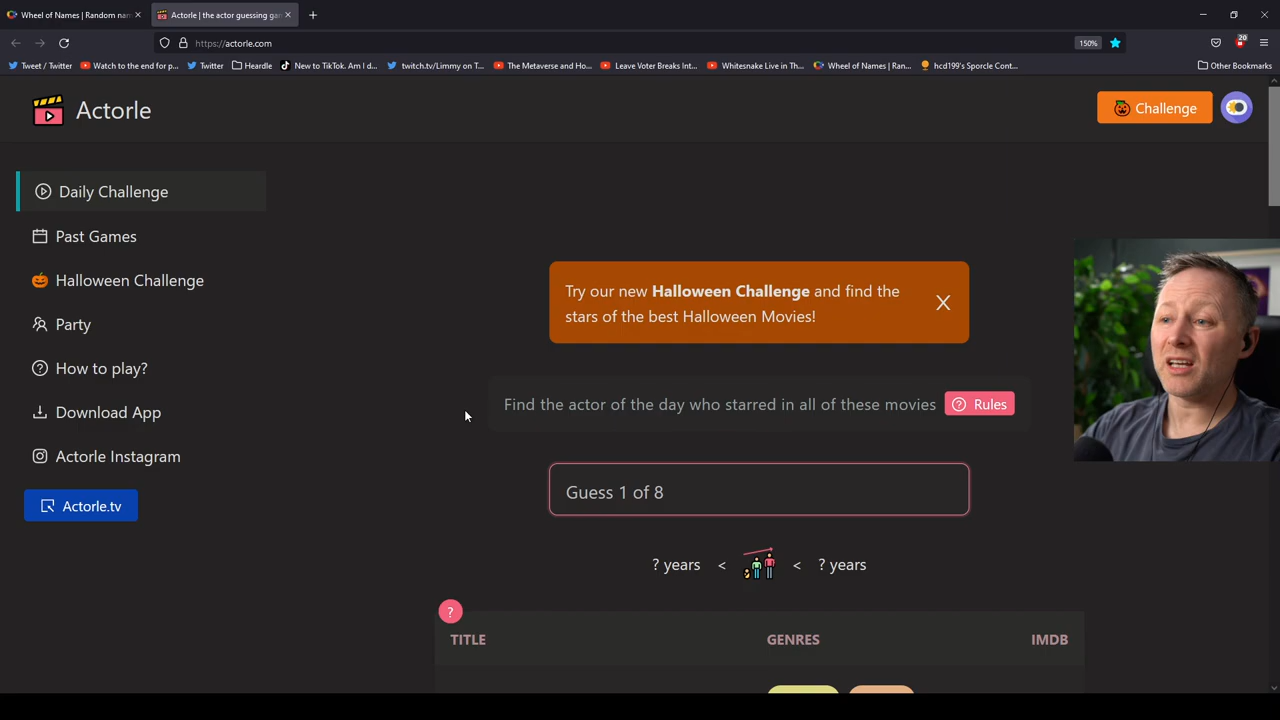 Wheel of Names | Random nam
Actorle | the actor guessing gam
https://actorle.com
150%
20
Tweet / Twitter
Watch to the end for p...
Twitter
Heardle
New to TikTok. Am I d...
twitch.tv/Limmy on T...
The Metaverse and Ho...
Leave Voter Breaks Int...
Whitesnake Live in Th...
Wheel of Names | Ran...
hcd199's Sporcle Cont...
Other Bookmarks
Actorle
Challenge
Daily Challenge
Past Games
Halloween Challenge
Party
How to play?
Download App
Actorle Instagram
Actorle.tv
Try our new Halloween Challenge and find the
stars of the best Halloween Movies!
Find the actor of the day who starred in all of these movies
Rules
Guess 1 of 8
? years < < ? years
?
TITLE GENRES IMDB